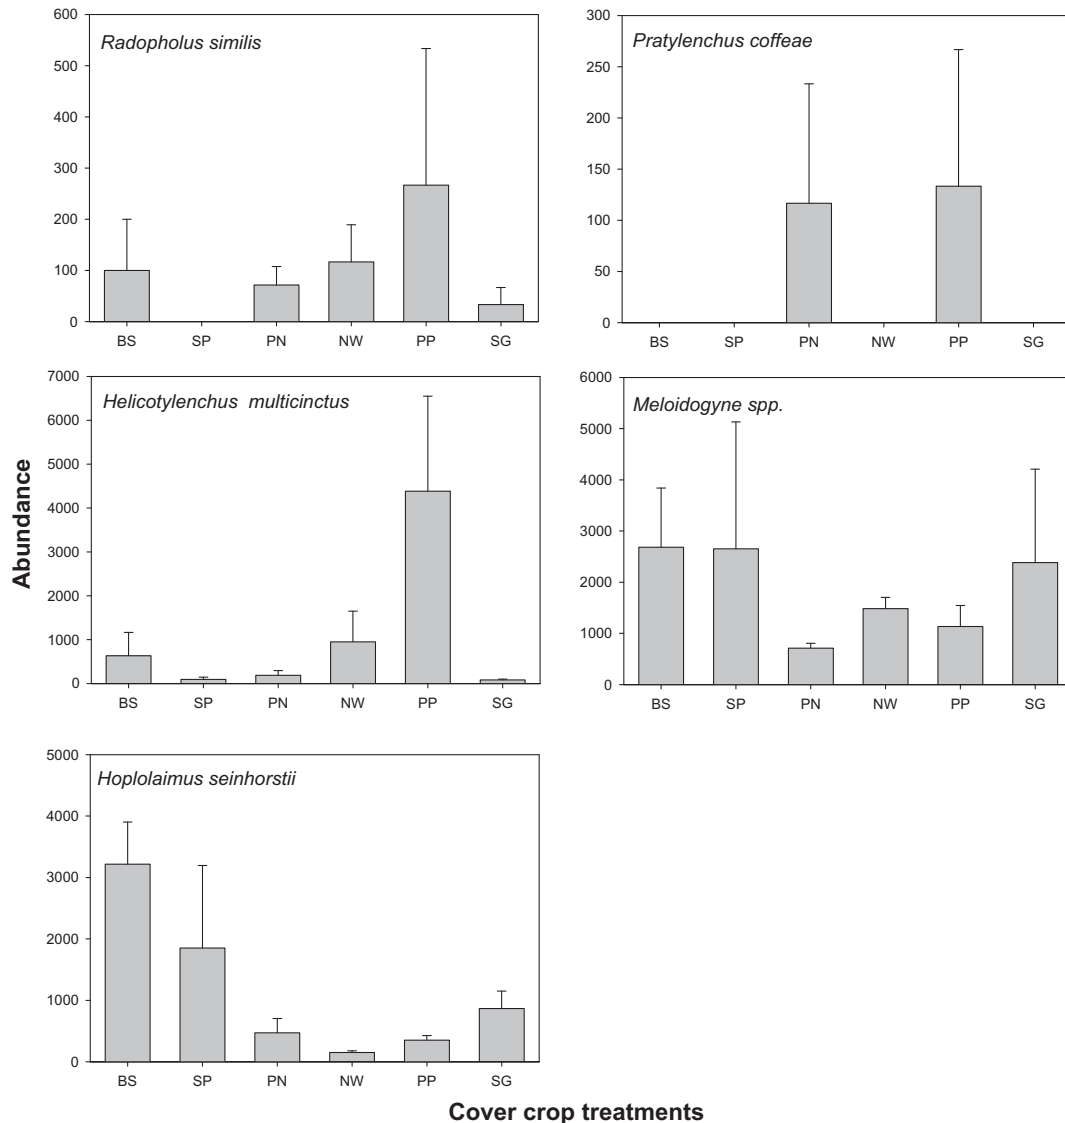 Radopholus similis
600
500
400
300
200
100
0
BS SP PN NW PP SG
Pratylenchus coffeae
300
250
200
150
100
50
0
BS SP PN NW PP SG
Abundance
Helicotylenchus multicinctus
7000
6000
5000
4000
3000
2000
1000
0
BS SP PN NW PP SG
Meloidogyne spp.
6000
5000
4000
3000
2000
1000
0
BS SP PN NW PP SG
Hoplolaimus seinhorstii
5000
4000
3000
2000
1000
0
BS SP PN NW PP SG
Cover crop treatments